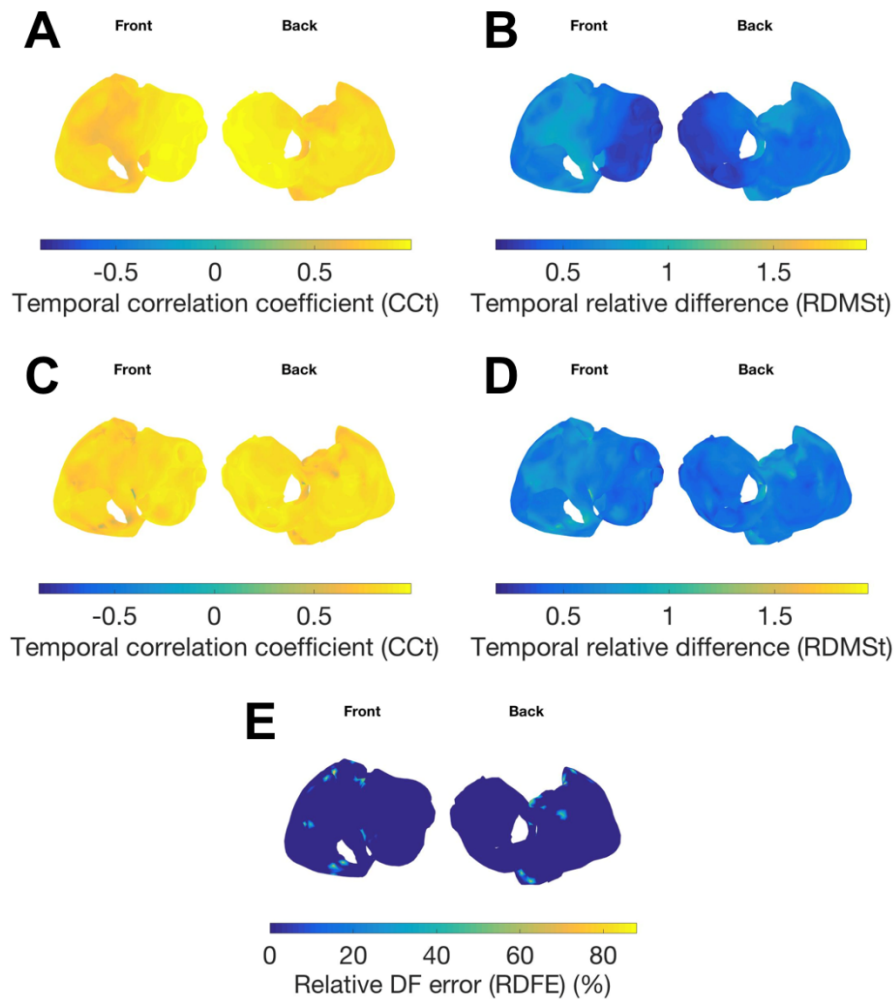 A
Front Back
B
Front Back
-0.5 0 0.5
Temporal correlation coefficient (CCt)
0.5 1 1.5
Temporal relative difference (RDMSt)
C
Front Back
D
Front Back
-0.5 0 0.5
Temporal correlation coefficient (CCt)
0.5 1 1.5
Temporal relative difference (RDMSt)
E
Front Back
0 20 40 60 80
Relative DF error (RDFE) (%)